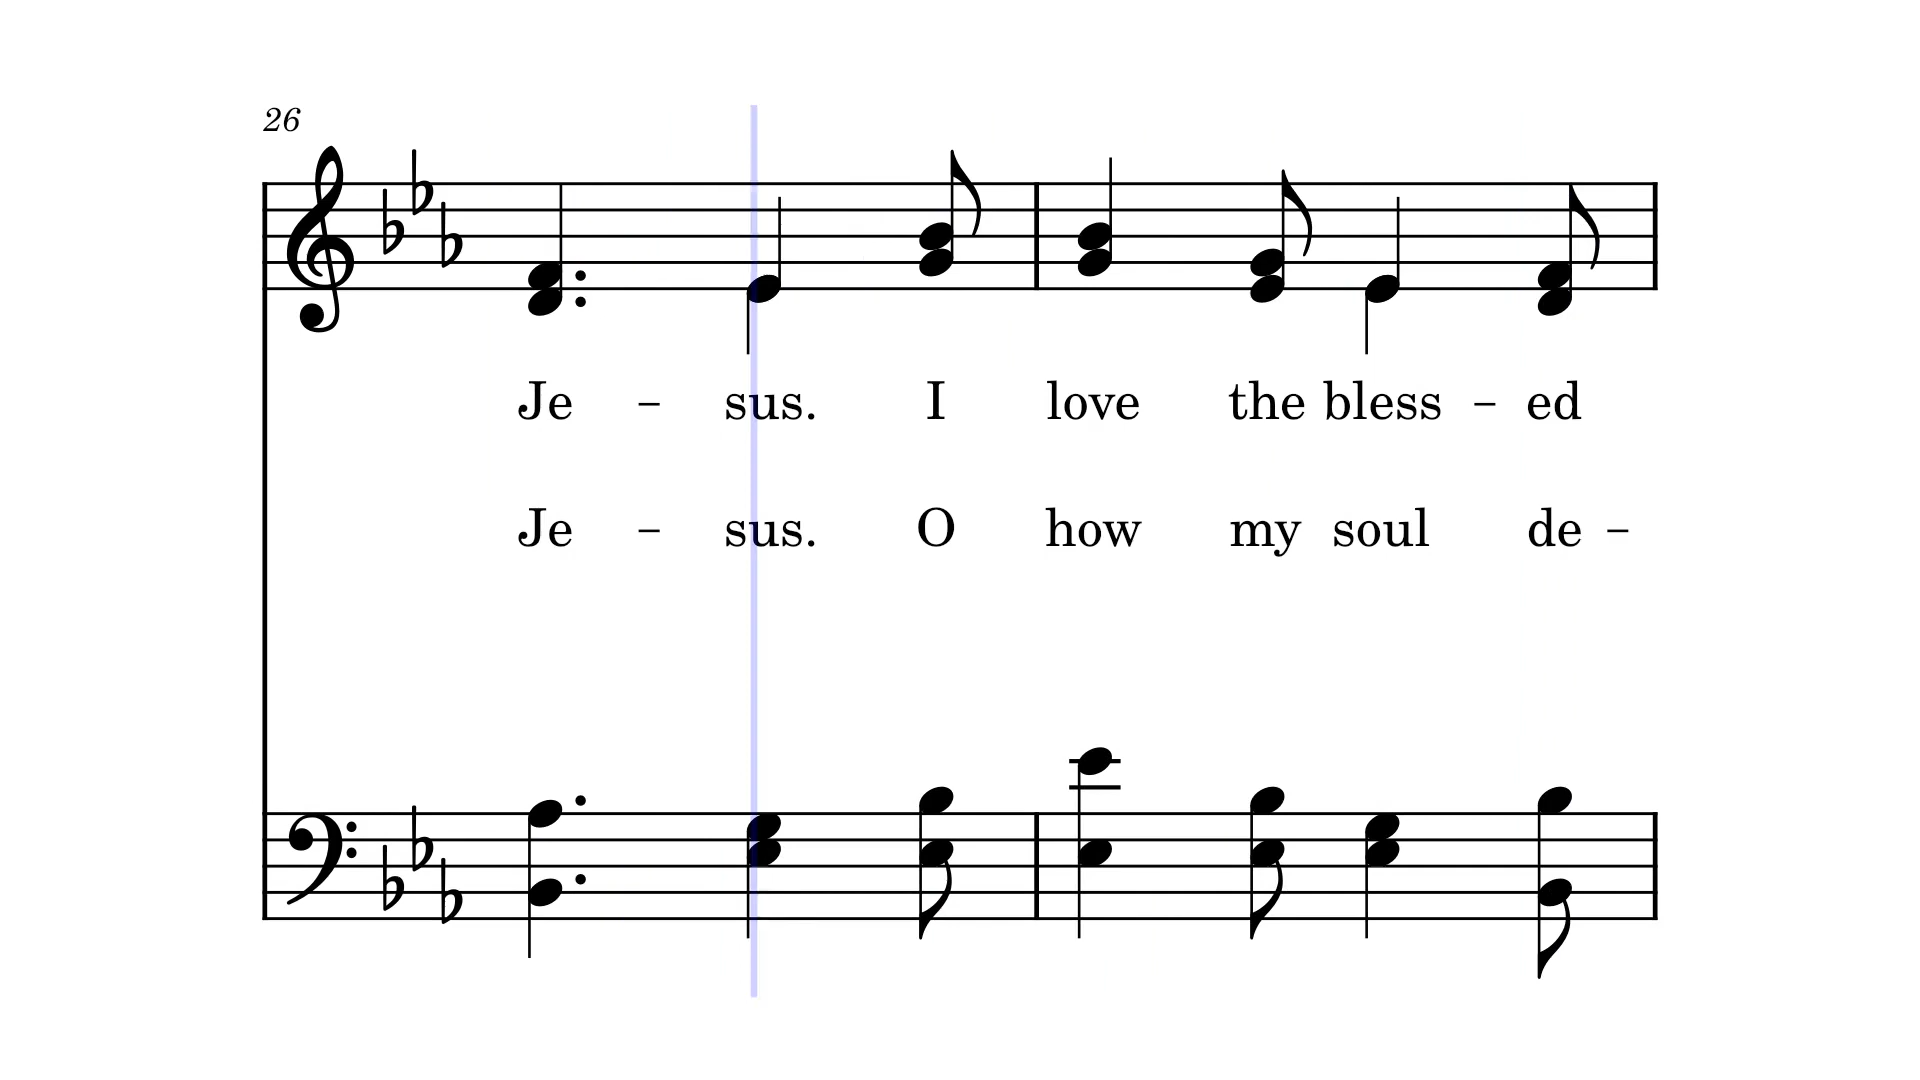 26
Je - sus. I love the bless - ed
Je - sus. O how my soul de -